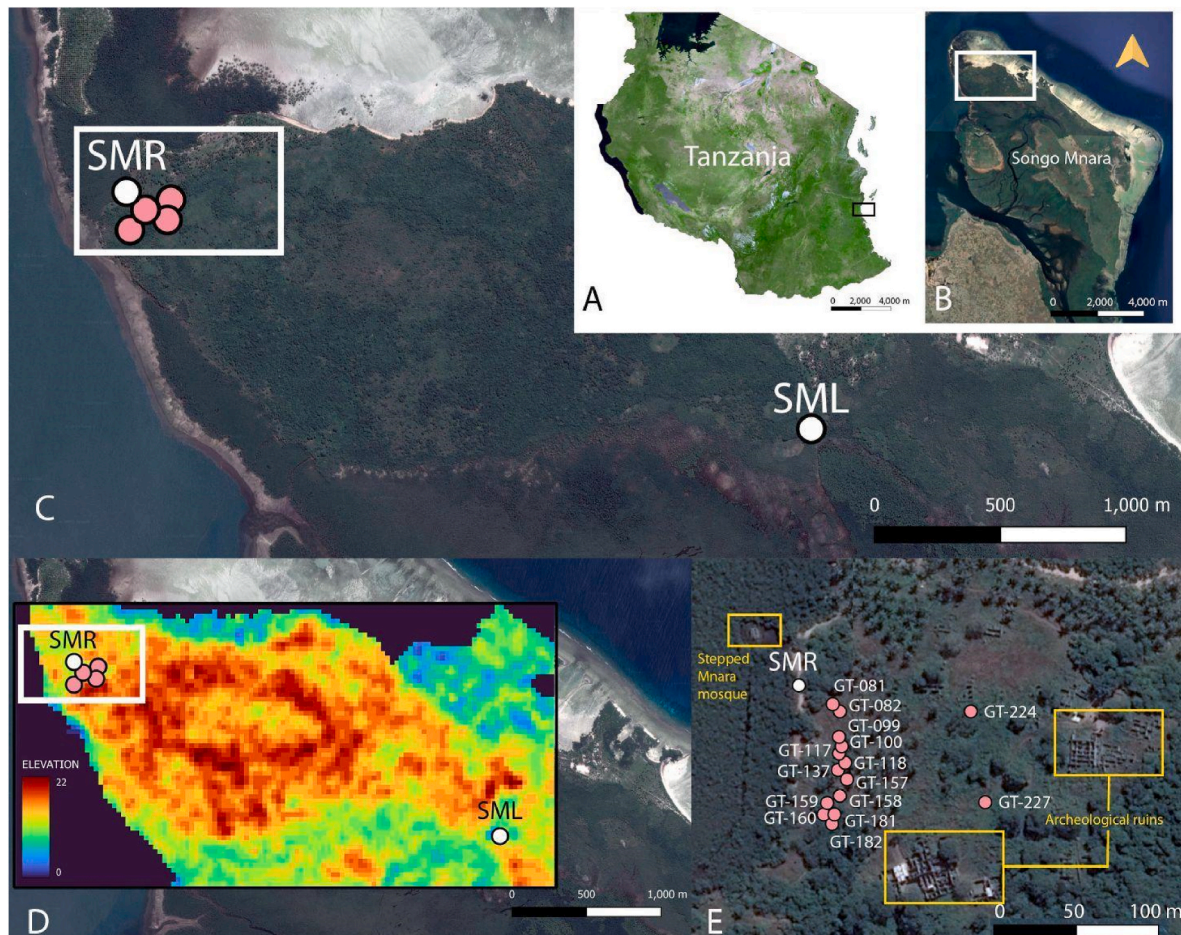 SMR
Tanzania
A
0 2,000 4,000 m
Songo Mnara
B
0 2,000 4,000 m
SML
0 500 1,000 m
C
SMR
ELEVATION
22
0
SML
D
0 500 1,000 m
Stepped
Mnara
mosque
SMR
GT-081
GT-082
GT-099
GT-100
GT-117
GT-118
GT-137
GT-157
GT-159
GT-158
GT-160
GT-181
GT-182
GT-224
GT-227
Archeological ruins
E
0 50 100 m